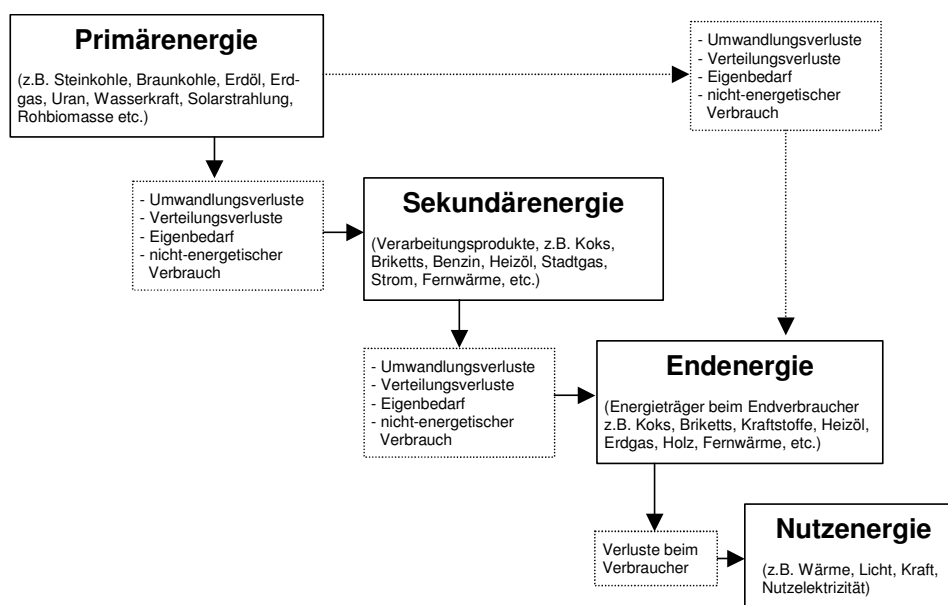 Primärenergie
(z.B. Steinkohle, Braunkohle, Erdöl, Erd-
gas, Uran, Wasserkraft, Solarstrahlung,
Rohbiomasse etc.)
- Umwandlungsverluste
- Verteilungsverluste
- Eigenbedarf
- nicht-energetischer
Verbrauch
- Umwandlungsverluste
- Verteilungsverluste
- Eigenbedarf
- nicht-energetischer
Verbrauch
Sekundärenergie
(Verarbeitungsprodukte, z.B. Koks,
Briketts, Benzin, Heizöl, Stadtgas,
Strom, Fernwärme, etc.)
- Umwandlungsverluste
- Verteilungsverluste
- Eigenbedarf
- nicht-energetischer
Verbrauch
Endenergie
(Energieträger beim Endverbraucher
z.B. Koks, Briketts, Kraftstoffe, Heizöl,
Erdgas, Holz, Fernwärme, etc.)
Verluste beim
Verbraucher
Nutzenergie
(z.B. Wärme, Licht, Kraft,
Nutzelektrizität)